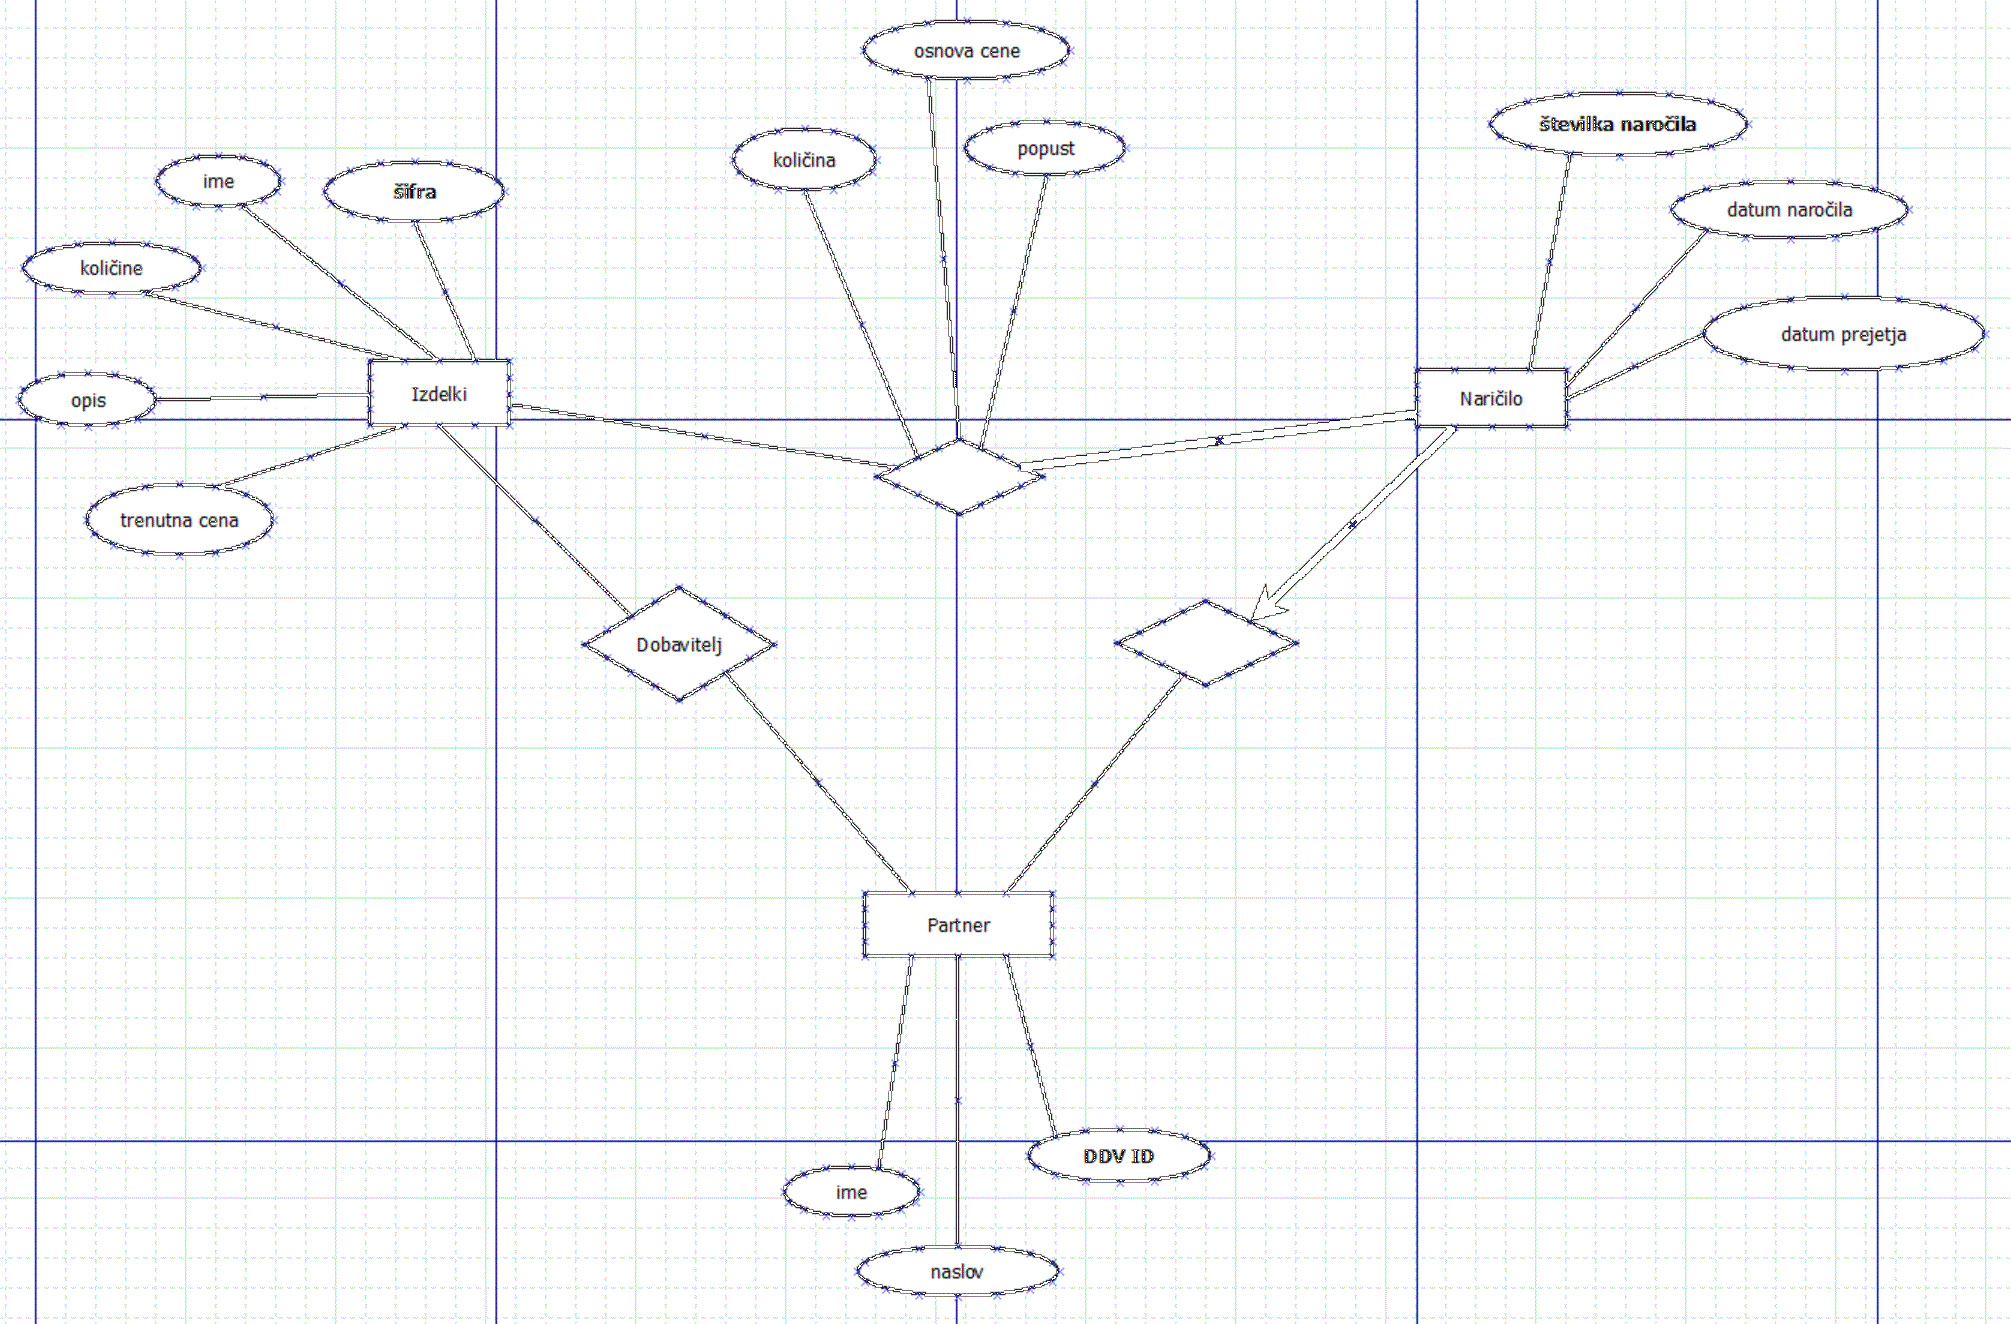 osnova cene
količina
popust
številka naročila
ime
šifra
datum naročila
količine
datum prejetja
Izdelki
Naričilo
opis
trenutna cena
Dobavitelj
Partner
DDV ID
ime
naslov